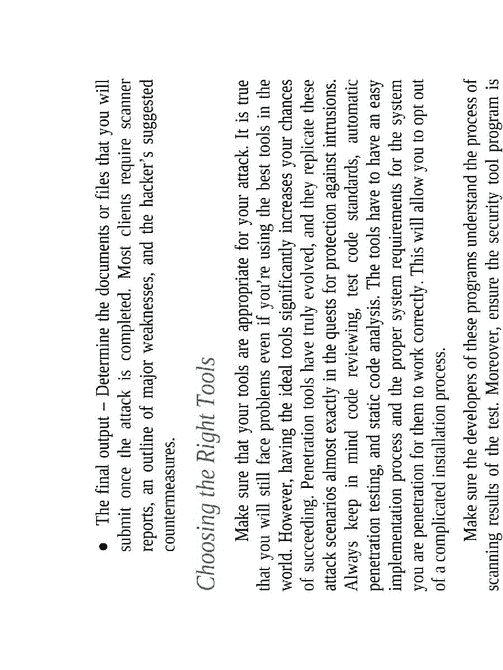 ● The final output – Determine the documents or files that you will
submit once the attack is completed. Most clients require scanner
reports, an outline of major weaknesses, and the hacker's suggested
countermeasures.
Choosing the Right Tools
Make sure that your tools are appropriate for your attack. It is true
that you will still face problems even if you're using the best tools in the
world. However, having the ideal tools significantly increases your chances
of succeeding. Penetration tools have truly evolved, and they replicate these
attack scenarios almost exactly in the quests for protection against intrusions.
Always keep in mind code reviewing, test code standards, automatic
penetration testing, and static code analysis. The tools have to have an easy
implementation process and the proper system requirements for the system
you are penetration for them to work correctly. This will allow you to opt out
of a complicated installation process.
Make sure the developers of these programs understand the process of
scanning results of the test. Moreover, ensure the security tool program is